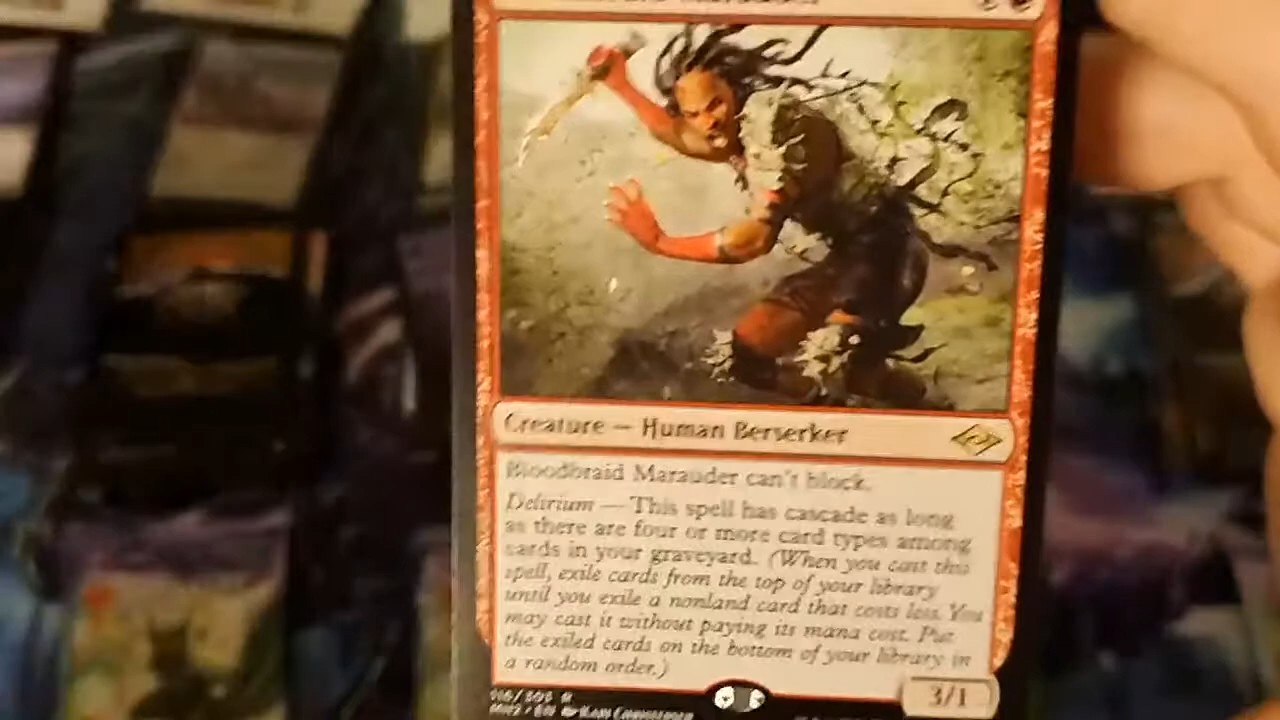 Creature — Human Berserker
Bloodbraid Marauder can't block.
Delirium — This spell has cascade as long
as there are four or more card types among
cards in your graveyard. (When you cast this
spell, exile cards from the top of your library
until you exile a nonland card that costs less. You
may cast it without paying its mana cost. Put
the exiled cards on the bottom of your library in
a random order.)
3/1